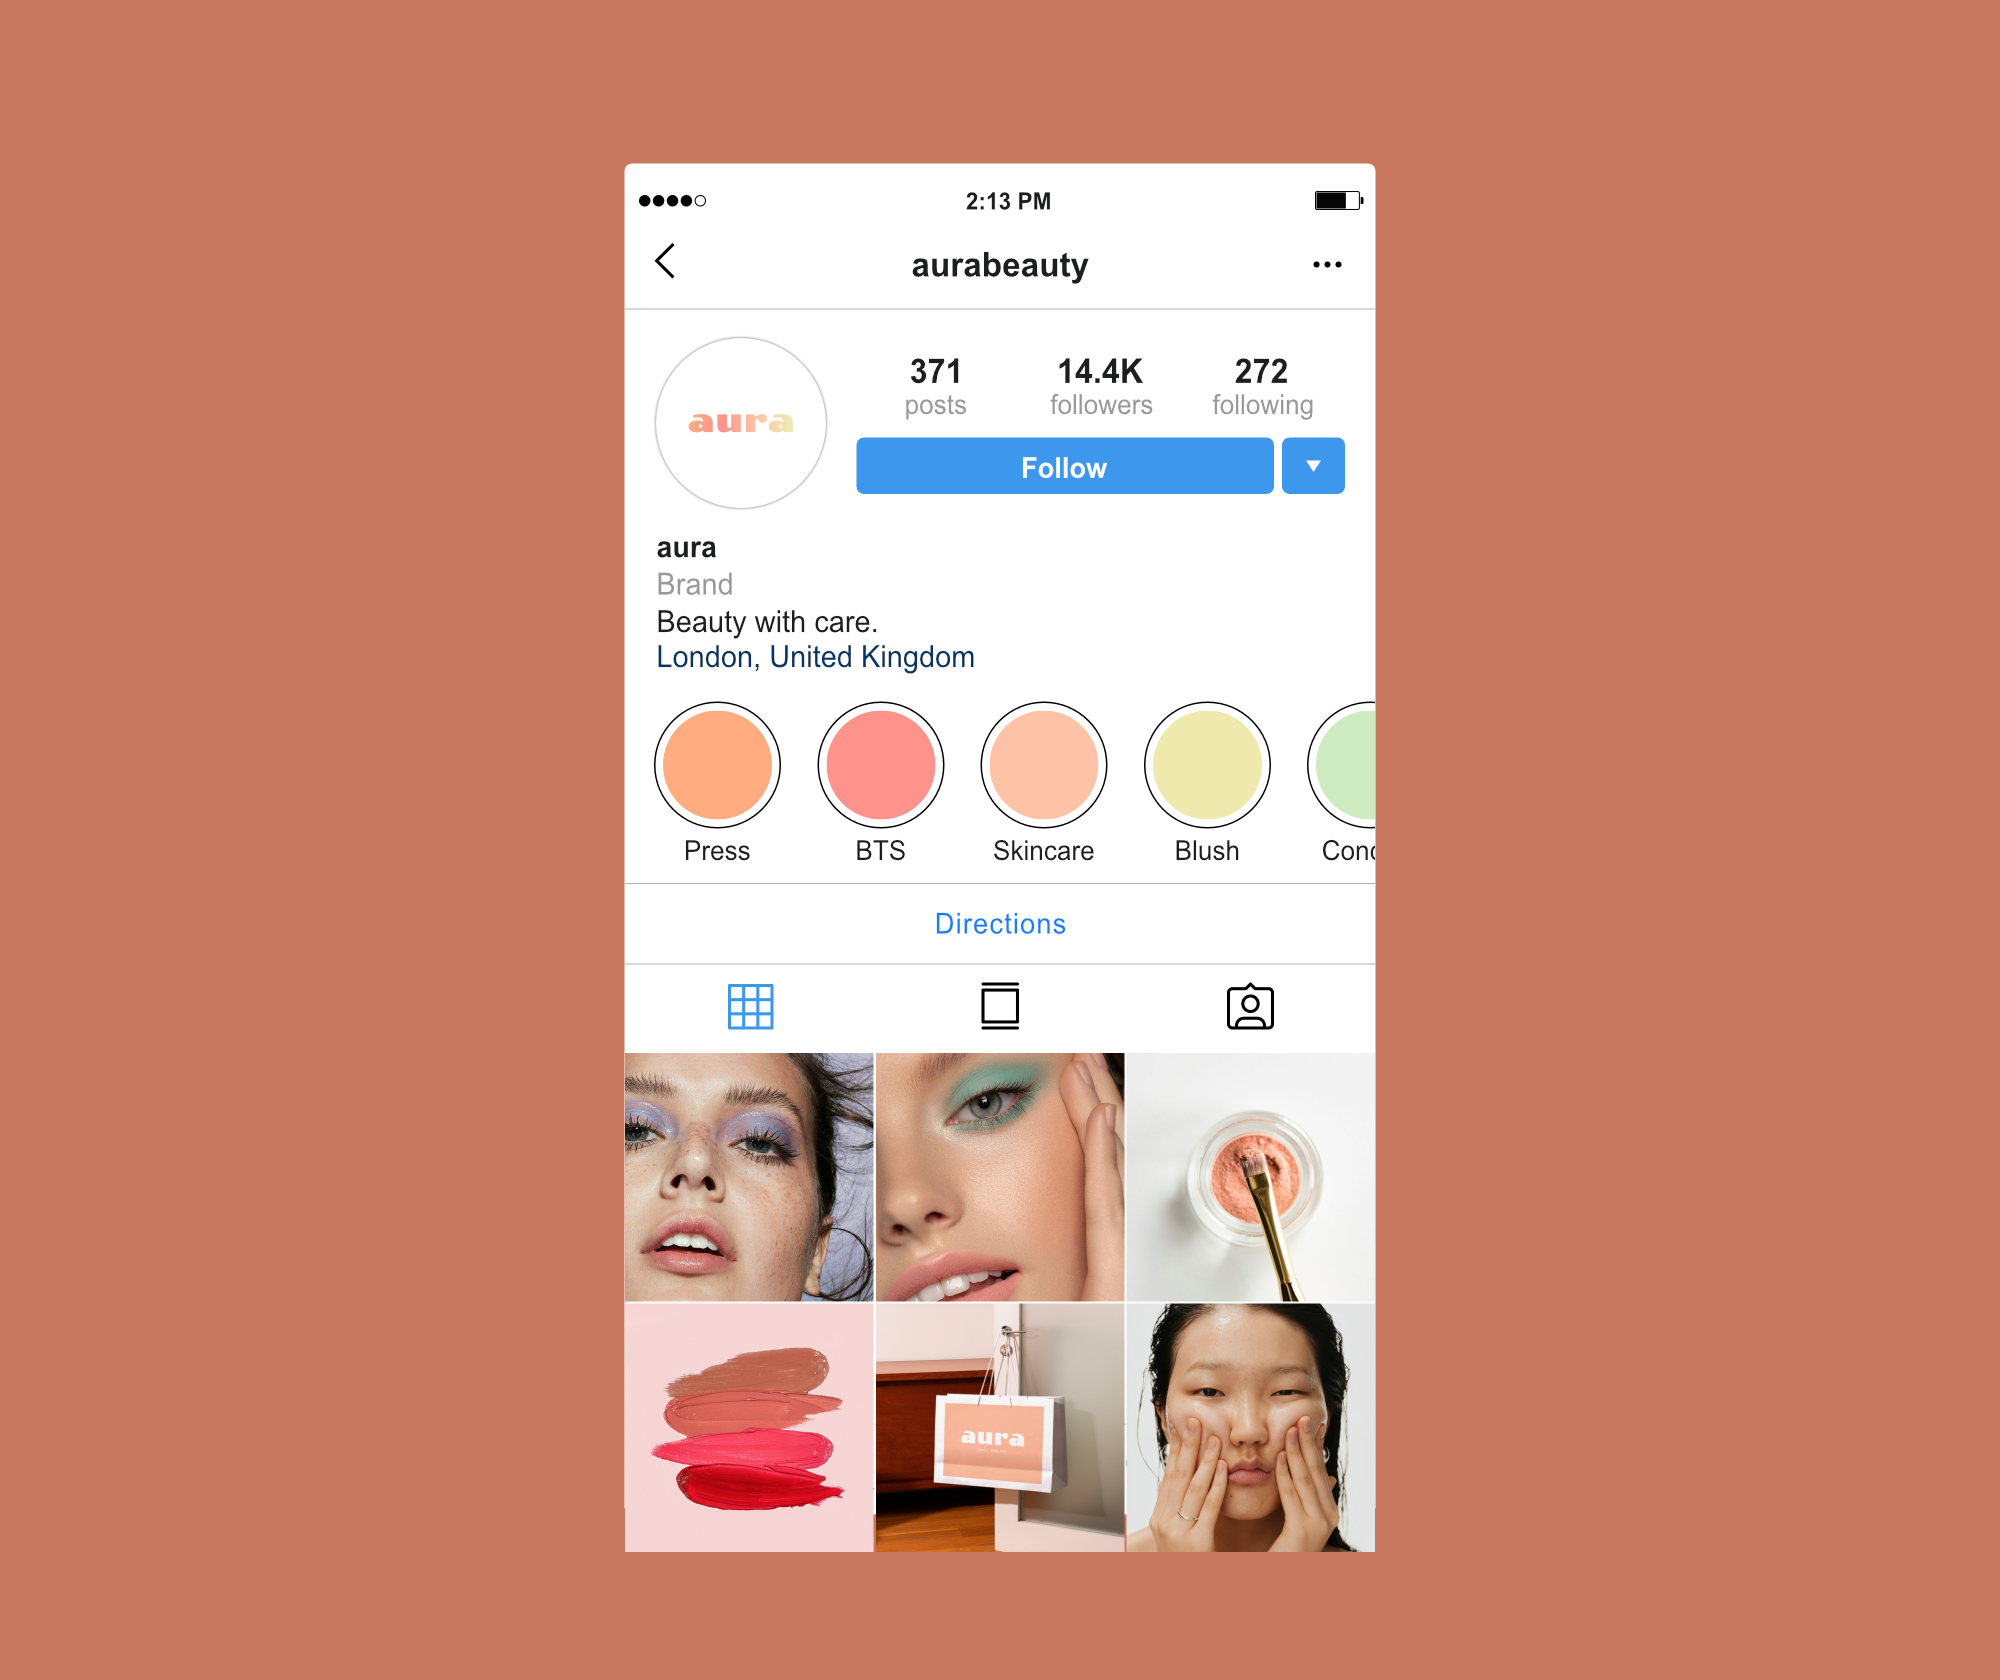 2:13 PM
aurabeauty
371 14.4K 272
posts followers following
aura
Follow
aura
Brand
Beauty with care.
London, United Kingdom
Press BTS Skincare Blush
Directions
aura